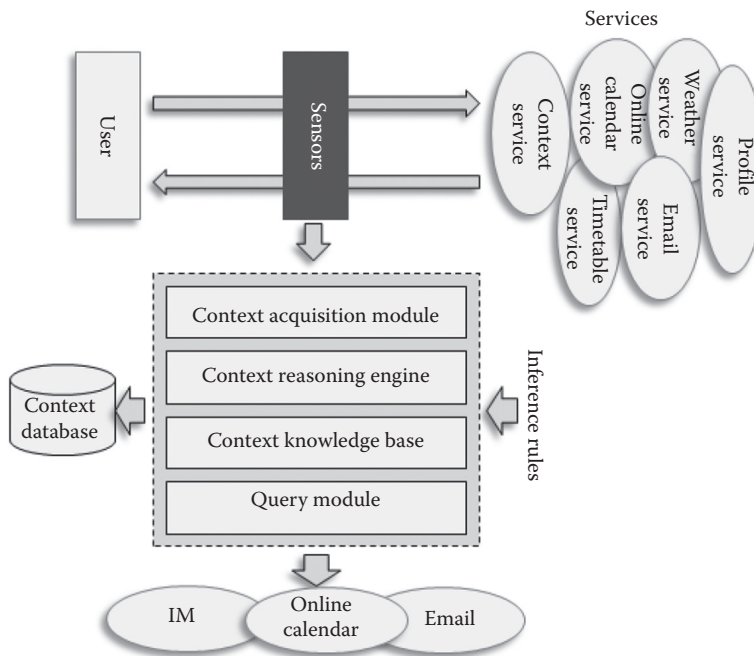 Services
User
Sensors
Context
service
Online
calendar
service
Weather
service
Profile
service
Timetable
service
Email
service
Context acquisition module
Context reasoning engine
Context knowledge base
Query module
Context
database
Inference rules
IM
Online
calendar
Email